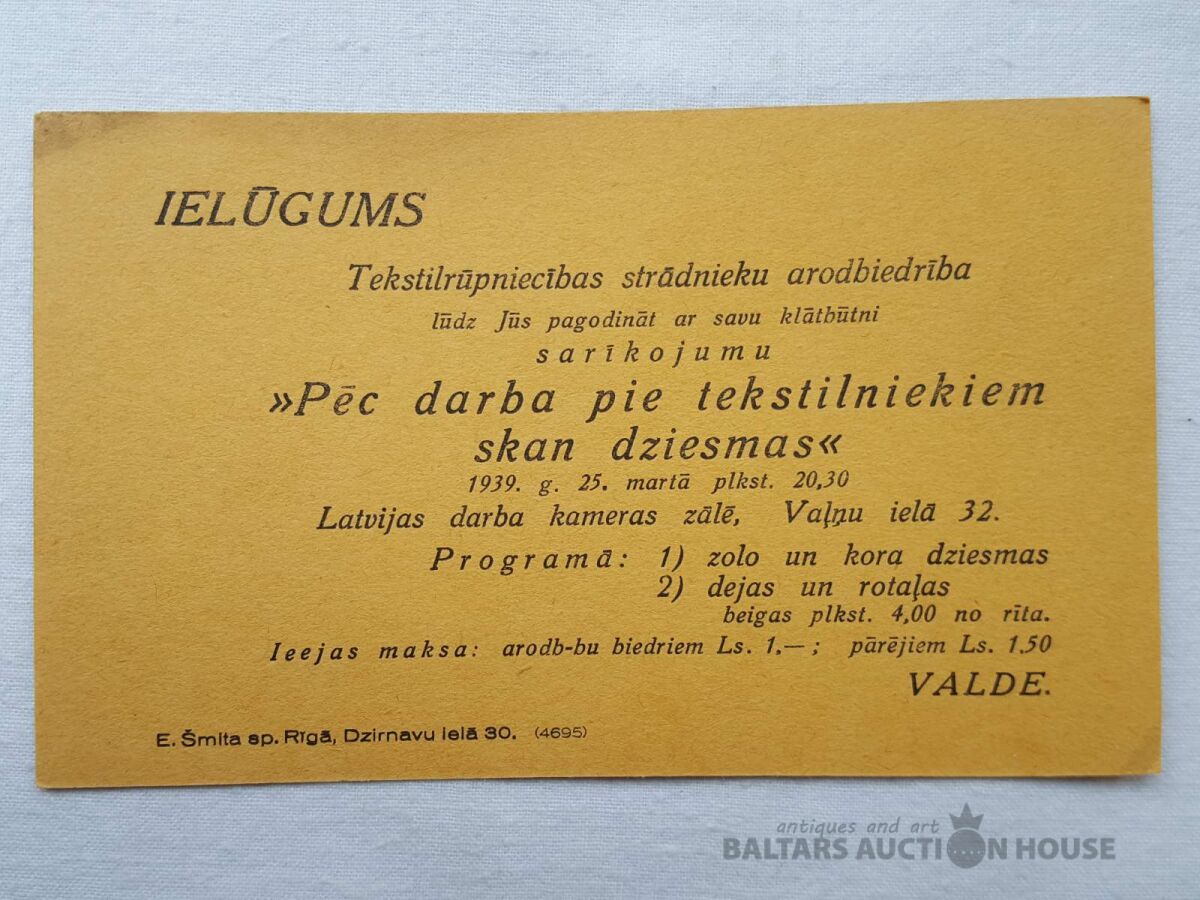 IELŪGUMS
Tekstilrūpniecības strādnieku arodbiedrība
lūdz Jūs pagodināt ar savu klātbūtni
sarīkojumu
»Pēc darba pie tekstilniekiem
skan dziesmas«
1939. g. 25. martā plkst. 20,30
Latvijas darba kameras zālē, Vaļņu ielā 32.
Programā: 1) zolo un kora dziesmas
2) dejas un rotaļas
beigas plkst. 4,00 no rīta.
Ieejas maksa: arodb-bu biedriem Ls. 1.—; pārējiem Ls. 1,50
VALDE.
E. Šmita sp. Rīgā, Dzirnavu ielā 30. (4695)
antiques and art
BALTARS AUCTION HOUSE